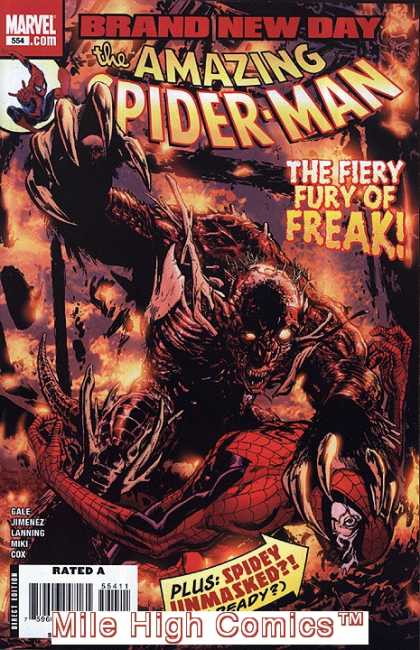 BRAND NEW DAY
MARVEL
554 .com
the AMAZING
SPIDER-MAN
THE FIERY
FURY OF
FREAK!
GALE
JIMENEZ
LANNING
MIKI
COX
RATED A
55411
DIRECT EDITION
PLUS: SPIDEY
UNMASKED?!
Mile High Comics™